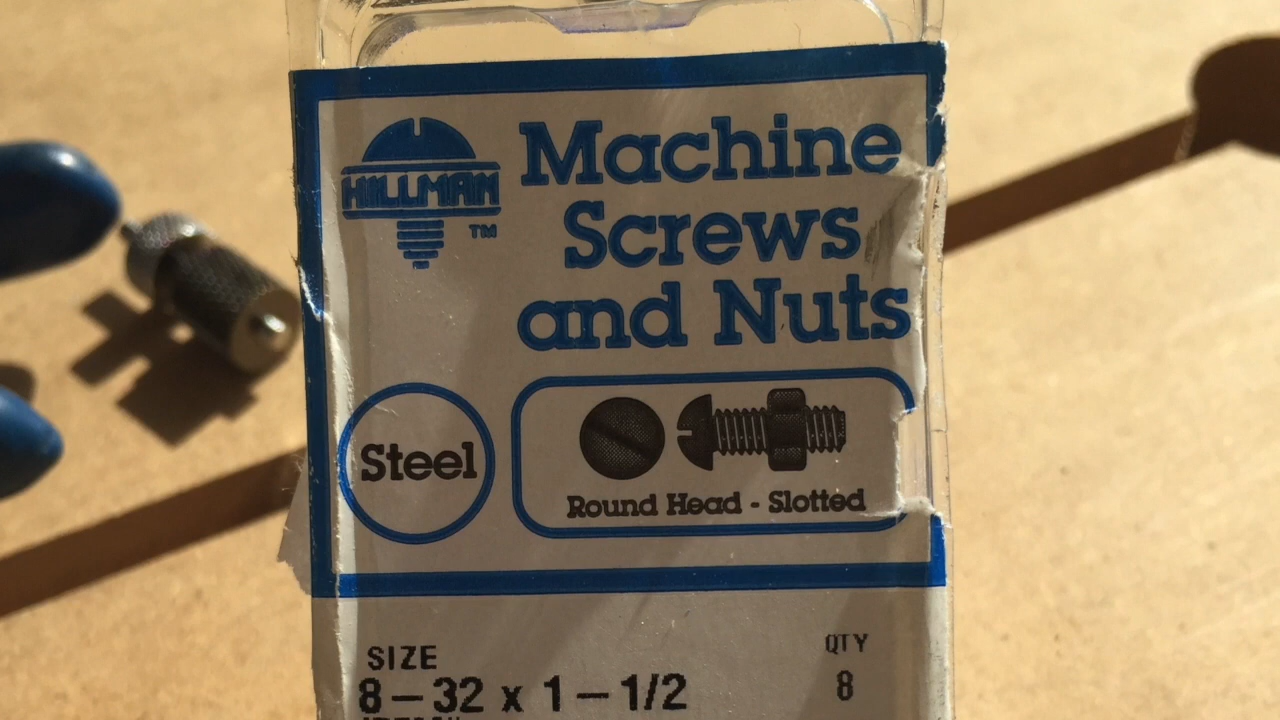 HILLMAN
TM
Machine
Screws
and Nuts
Steel
Round Head - Slotted
SIZE
8-32 x 1-1/2
QTY
8